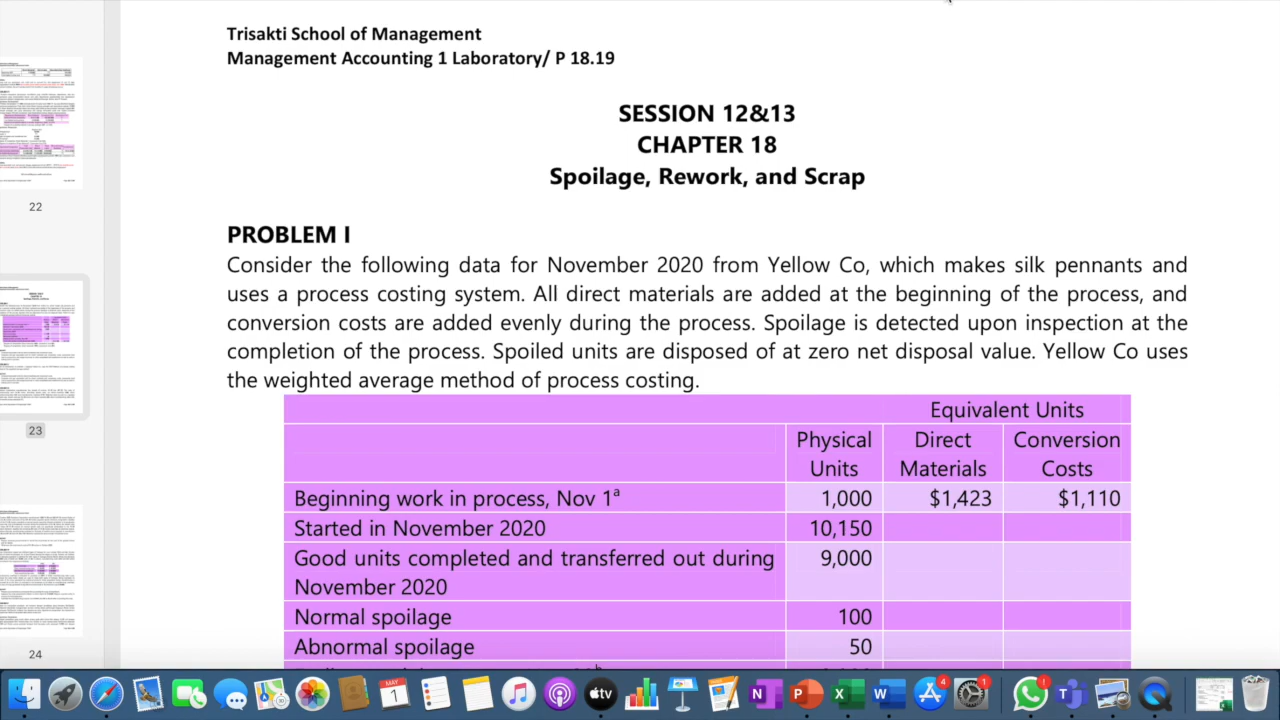 Trisakti School of Management
Management Accounting 1 Laboratory/ P 18.19
SESSION 12&13
CHAPTER 18
Spoilage, Rework, and Scrap
PROBLEM I
Consider the following data for November 2020 from Yellow Co, which makes silk pennants and
uses a process costing system. All direct materials are added at the beginning of the process, and
conversion costs are added evenly during the process. Spoilage is detected upon inspection at the
completion of the process. Spoiled units are disposed of at zero net disposal value. Yellow Co uses
the weighted average method of process costing.
Equivalent Units
Physical Units Direct Materials Conversion Costs
Beginning work in process, Nov 1ᵃ 1,000 $1,423 $1,110
Stated in November 2020 10,150
Good units completed and transferred out during 9,000
November 2020
Normal spoilage 100
Abnormal spoilage 50
22
23
24
MAY
1
4
1
1
tv